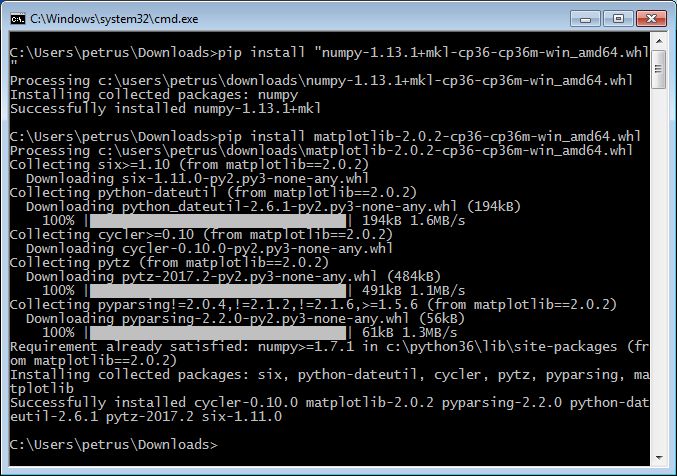 C:\Windows\system32\cmd.exe
C:\Users\petrus\Downloads>pip install "numpy-1.13.1+mkl-cp36-cp36m-win_amd64.whl
"
Processing c:\users\petrus\downloads\numpy-1.13.1+mkl-cp36-cp36m-win_amd64.whl
Installing collected packages: numpy
Successfully installed numpy-1.13.1+mkl
C:\Users\petrus\Downloads>pip install matplotlib-2.0.2-cp36-cp36m-win_amd64.whl
Processing c:\users\petrus\downloads\matplotlib-2.0.2-cp36-cp36m-win_amd64.whl
Collecting six>=1.10 (from matplotlib==2.0.2)
Downloading six-1.11.0-py2.py3-none-any.whl
Collecting python-dateutil (from matplotlib==2.0.2)
Downloading python_dateutil-2.6.1-py2.py3-none-any.whl (194kB)
100% |████████████████████████████████| 194kB 1.6MB/s
Collecting cycler>=0.10 (from matplotlib==2.0.2)
Downloading cycler-0.10.0-py2.py3-none-any.whl
Collecting pytz (from matplotlib==2.0.2)
Downloading pytz-2017.2-py2.py3-none-any.whl (484kB)
100% |████████████████████████████████| 491kB 1.1MB/s
Collecting pyparsing!=2.0.4,!=2.1.2,!=2.1.6,>=1.5.6 (from matplotlib==2.0.2)
Downloading pyparsing-2.2.0-py2.py3-none-any.whl (56kB)
100% |████████████████████████████████| 61kB 1.3MB/s
Requirement already satisfied: numpy>=1.7.1 in c:\python36\lib\site-packages (fr
om matplotlib==2.0.2)
Installing collected packages: six, python-dateutil, cycler, pytz, pyparsing, ma
tplotlib
Successfully installed cycler-0.10.0 matplotlib-2.0.2 pyparsing-2.2.0 python-dat
eutil-2.6.1 pytz-2017.2 six-1.11.0
C:\Users\petrus\Downloads>